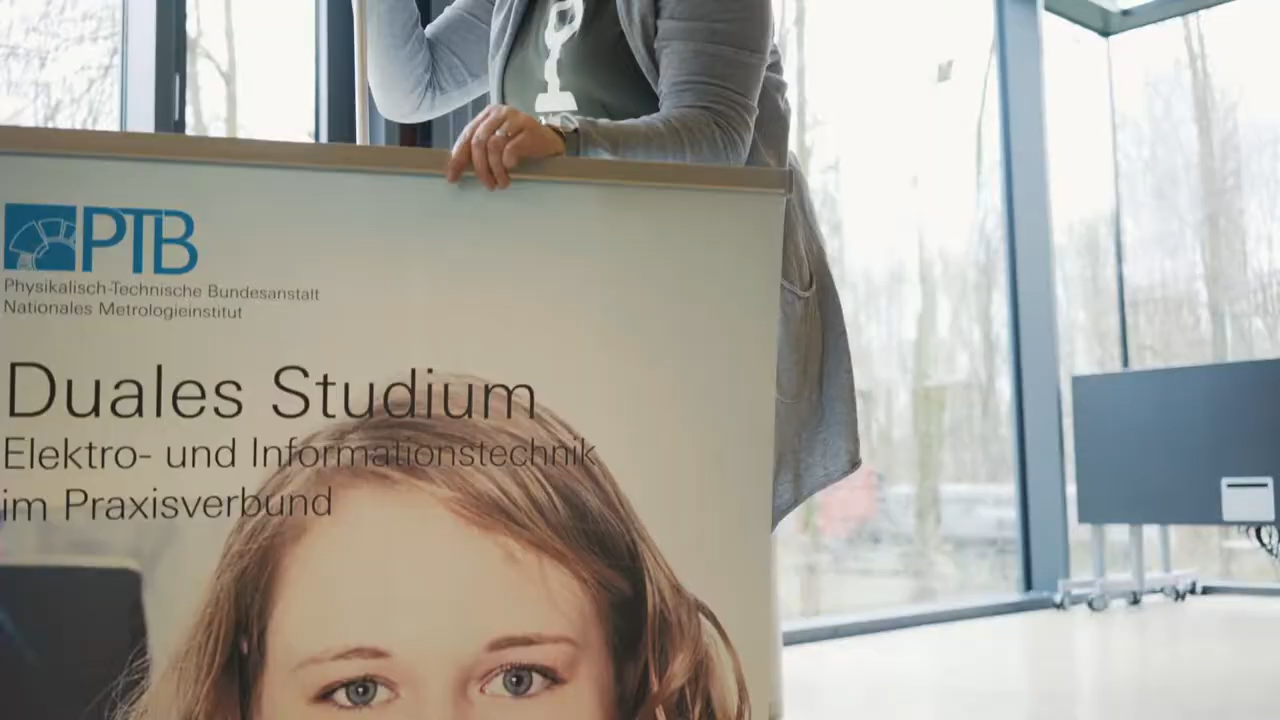 PTB
Physikalisch-Technische Bundesanstalt
Nationales Metrologieinstitut
Duales Studium
Elektro- und Informationstechnik
im Praxisverbund